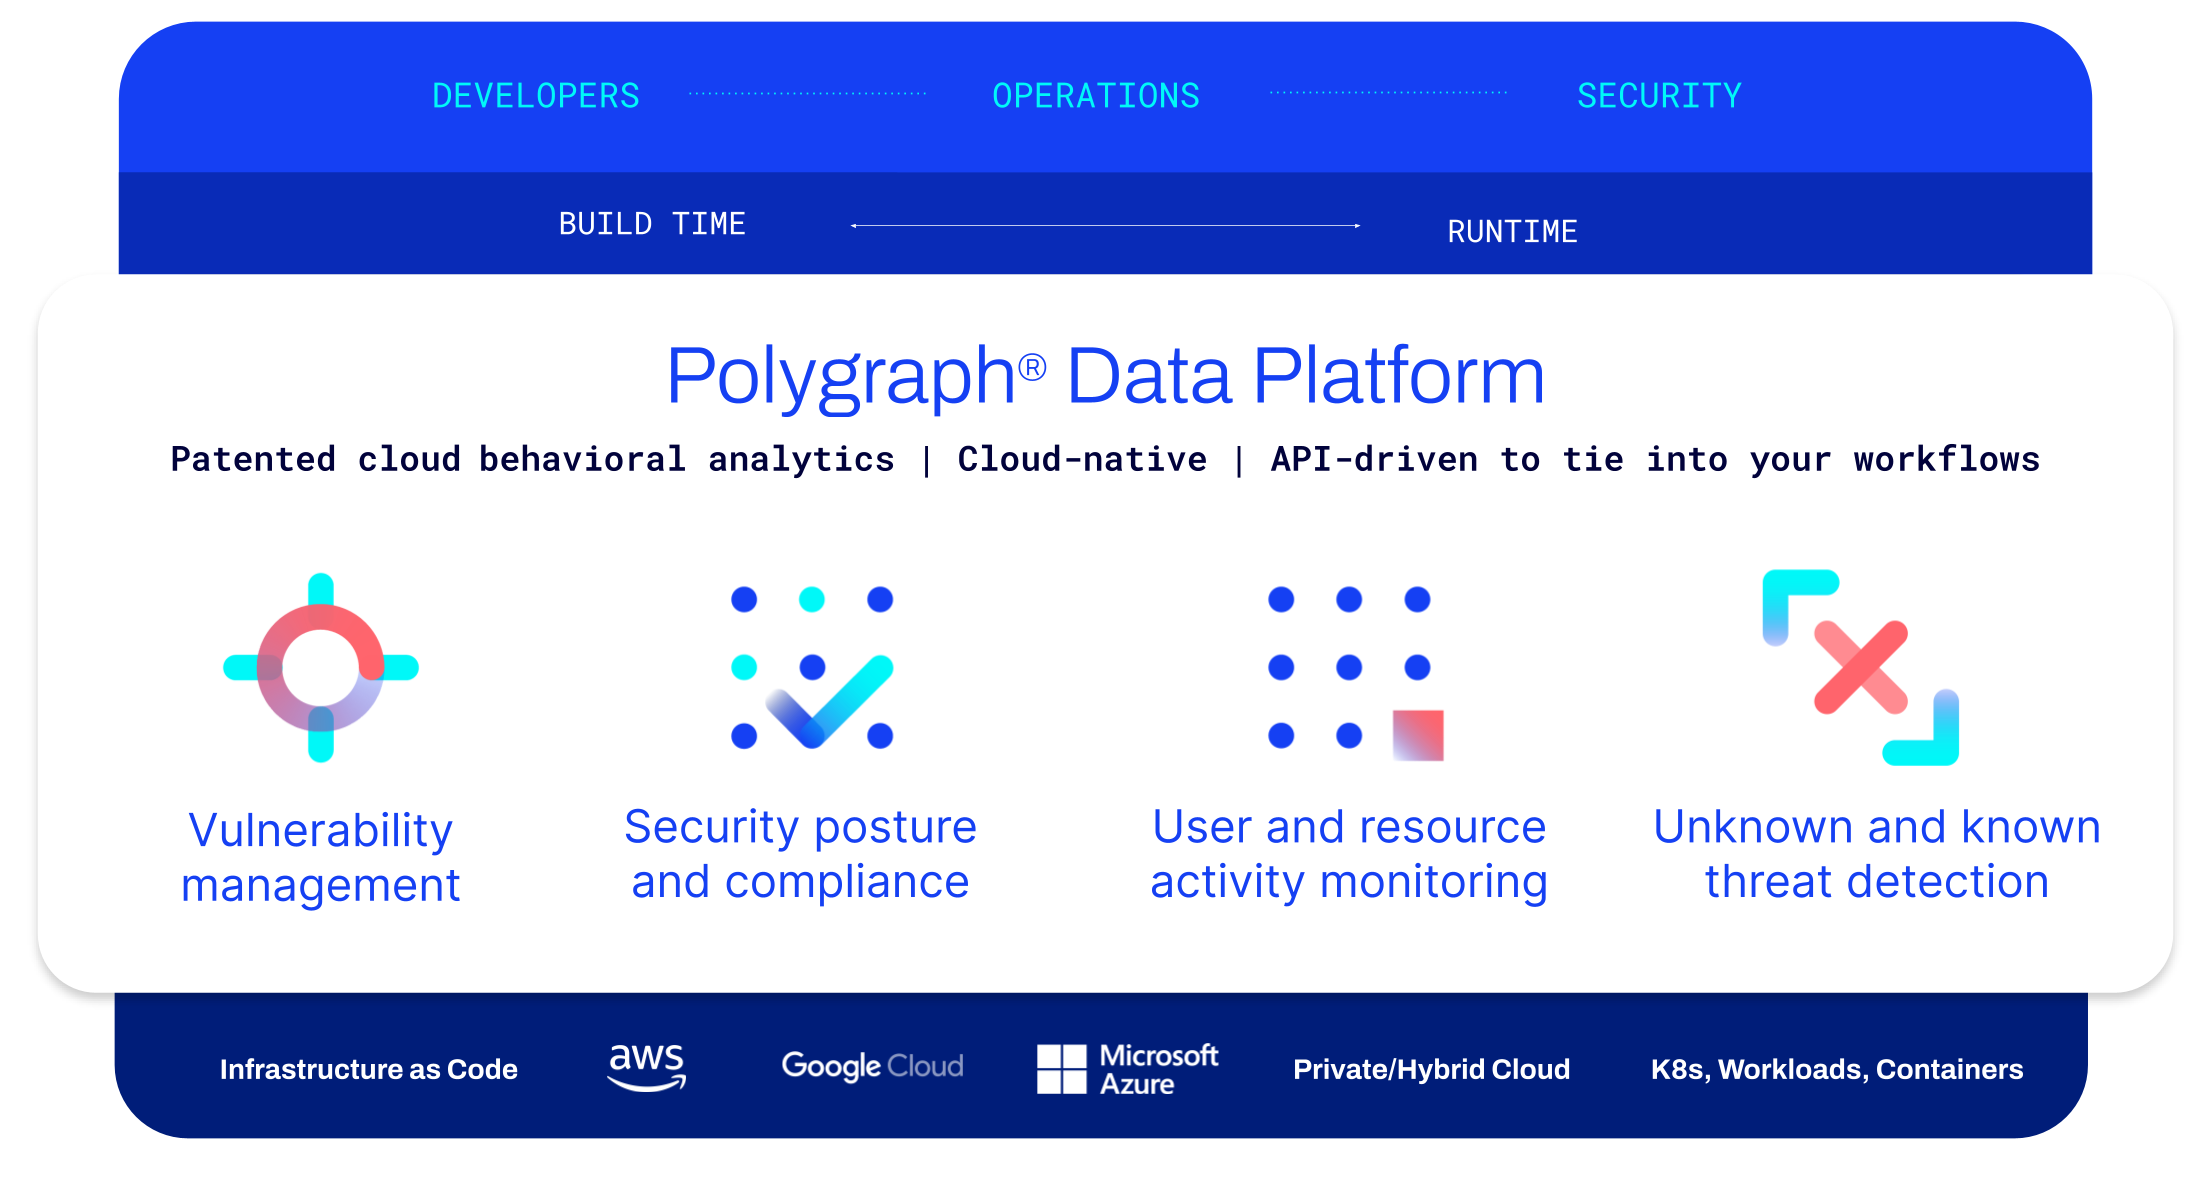 DEVELOPERS OPERATIONS SECURITY
BUILD TIME RUNTIME
Polygraph® Data Platform
Patented cloud behavioral analytics | Cloud-native | API-driven to tie into your workflows
Vulnerability
management
Security posture
and compliance
User and resource
activity monitoring
Unknown and known
threat detection
Infrastructure as Code
aws
Google Cloud
Microsoft
Azure
Private/Hybrid Cloud
K8s, Workloads, Containers